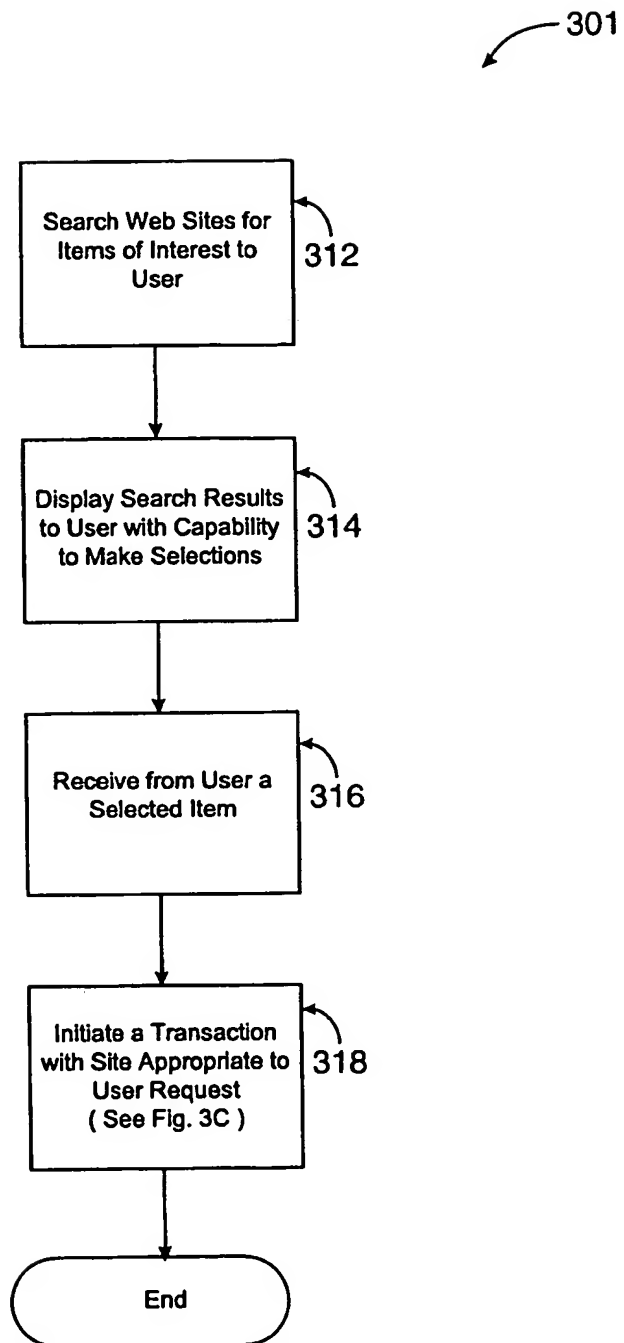 301
Search Web Sites for
Items of Interest to
User
312
Display Search Results
to User with Capability
to Make Selections
314
Receive from User a
Selected Item
316
Initiate a Transaction
with Site Appropriate to
User Request
( See Fig. 3C )
318
End